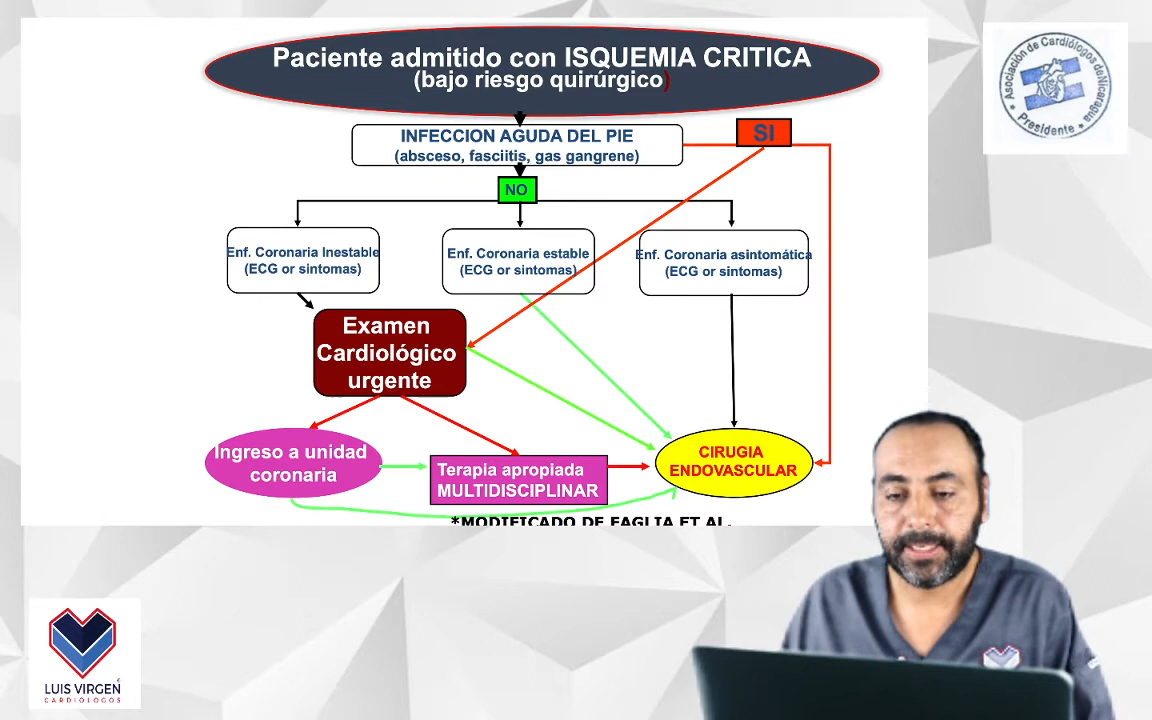 Paciente admitido con ISQUEMIA CRITICA
(bajo riesgo quirúrgico)
INFECCION AGUDA DEL PIE
(absceso, fasciitis, gas gangrene)
SI
NO
Enf. Coronaria Inestable
(ECG or sintomas)
Enf. Coronaria estable
(ECG or sintomas)
Enf. Coronaria asintomática
(ECG or sintomas)
Examen
Cardiológico
urgente
Ingreso a unidad
coronaria
Terapia apropiada
MULTIDISCIPLINAR
CIRUGIA
ENDOVASCULAR
*MODIFICADO DE FAGLIA ET AL.
Asociación de Cardiólogos de Nicaragua
Presidente
LUIS VIRGEN
CARDIOLOGOS